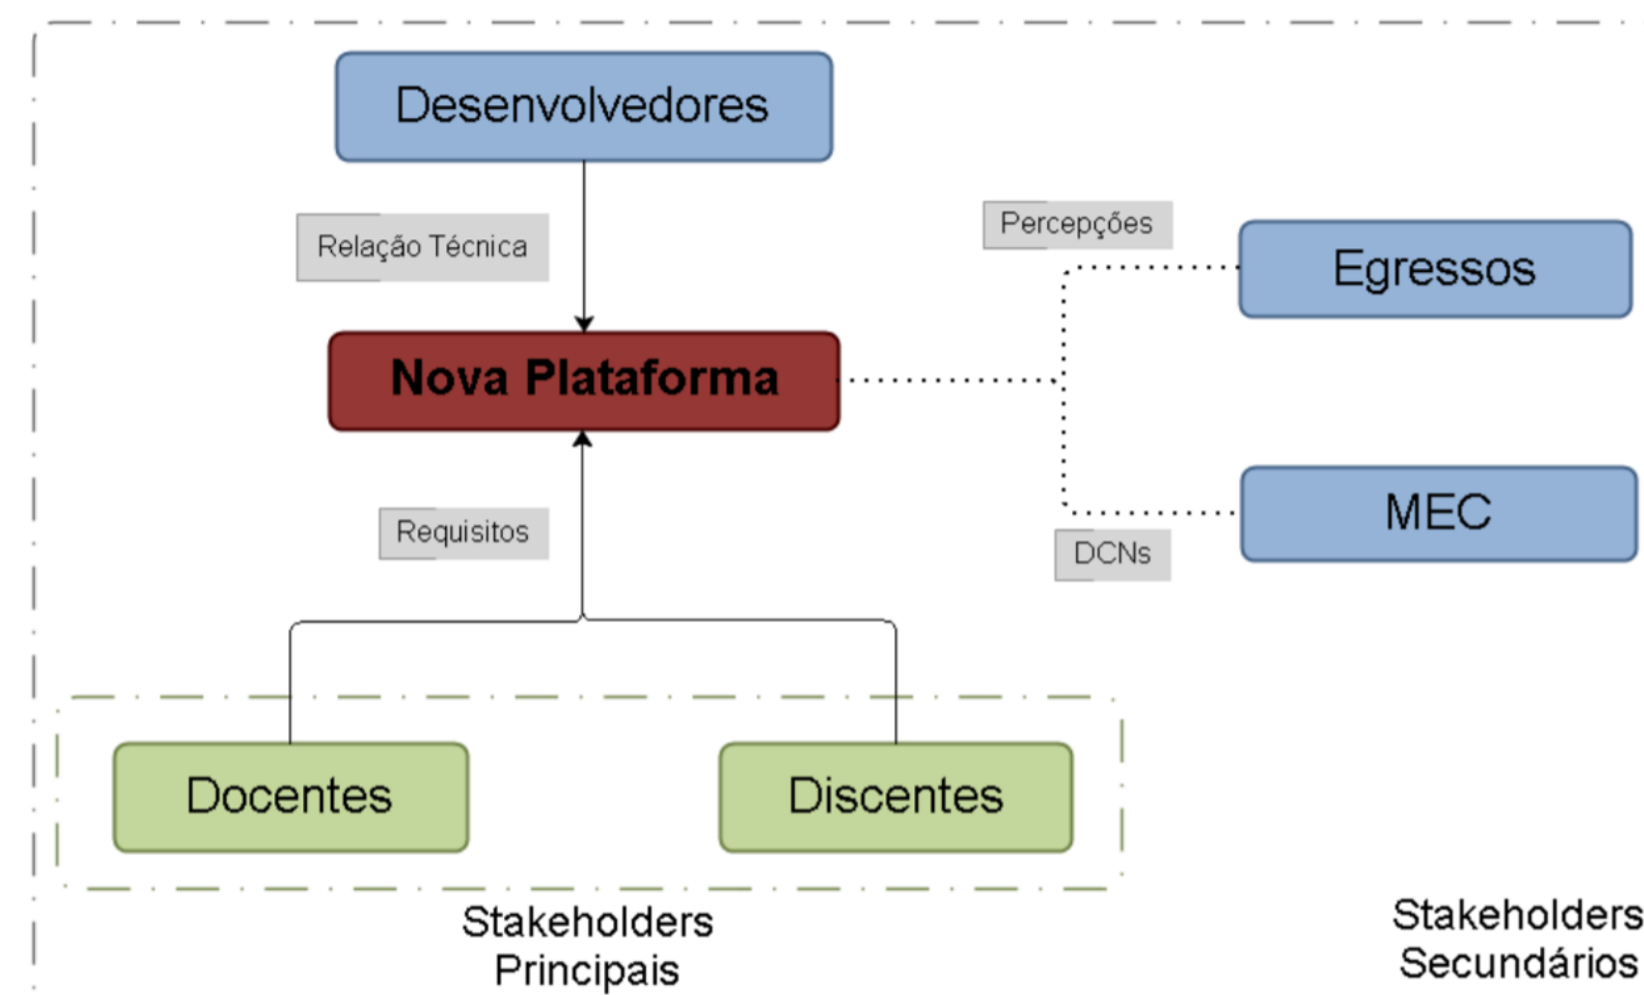 Desenvolvedores
Relação Técnica
Percepções
Egressos
Nova Plataforma
MEC
Requisitos
DCNs
Docentes
Discentes
Stakeholders
Principais
Stakeholders
Secundários